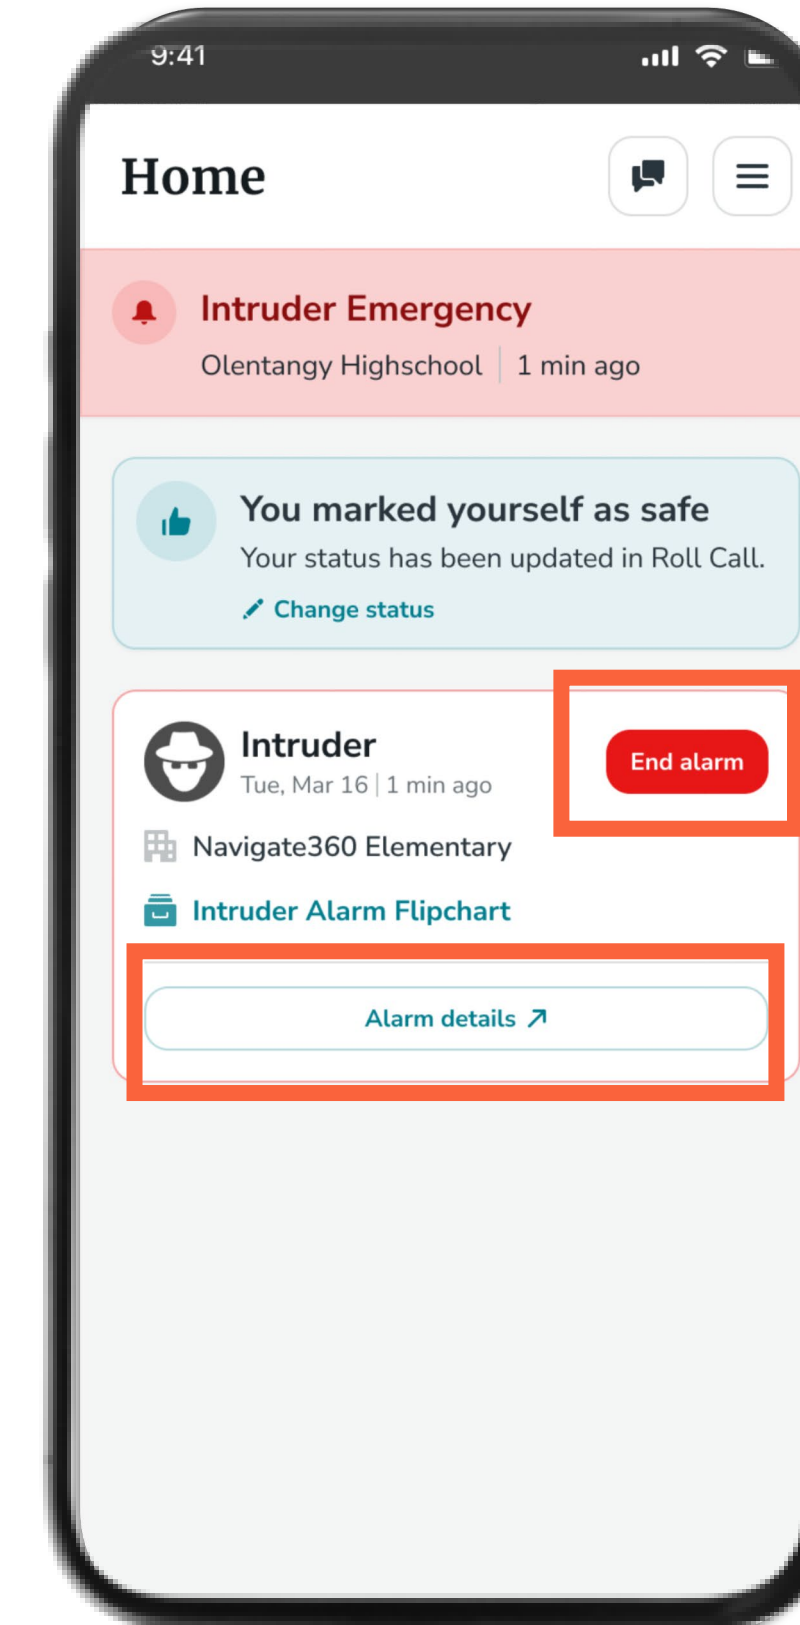 9:41
Home
Intruder Emergency
Olentangy Highschool | 1 min ago
You marked yourself as safe
Your status has been updated in Roll Call.
Change status
Intruder
End alarm
Tue, Mar 16 | 1 min ago
Navigate360 Elementary
Intruder Alarm Flipchart
Alarm details